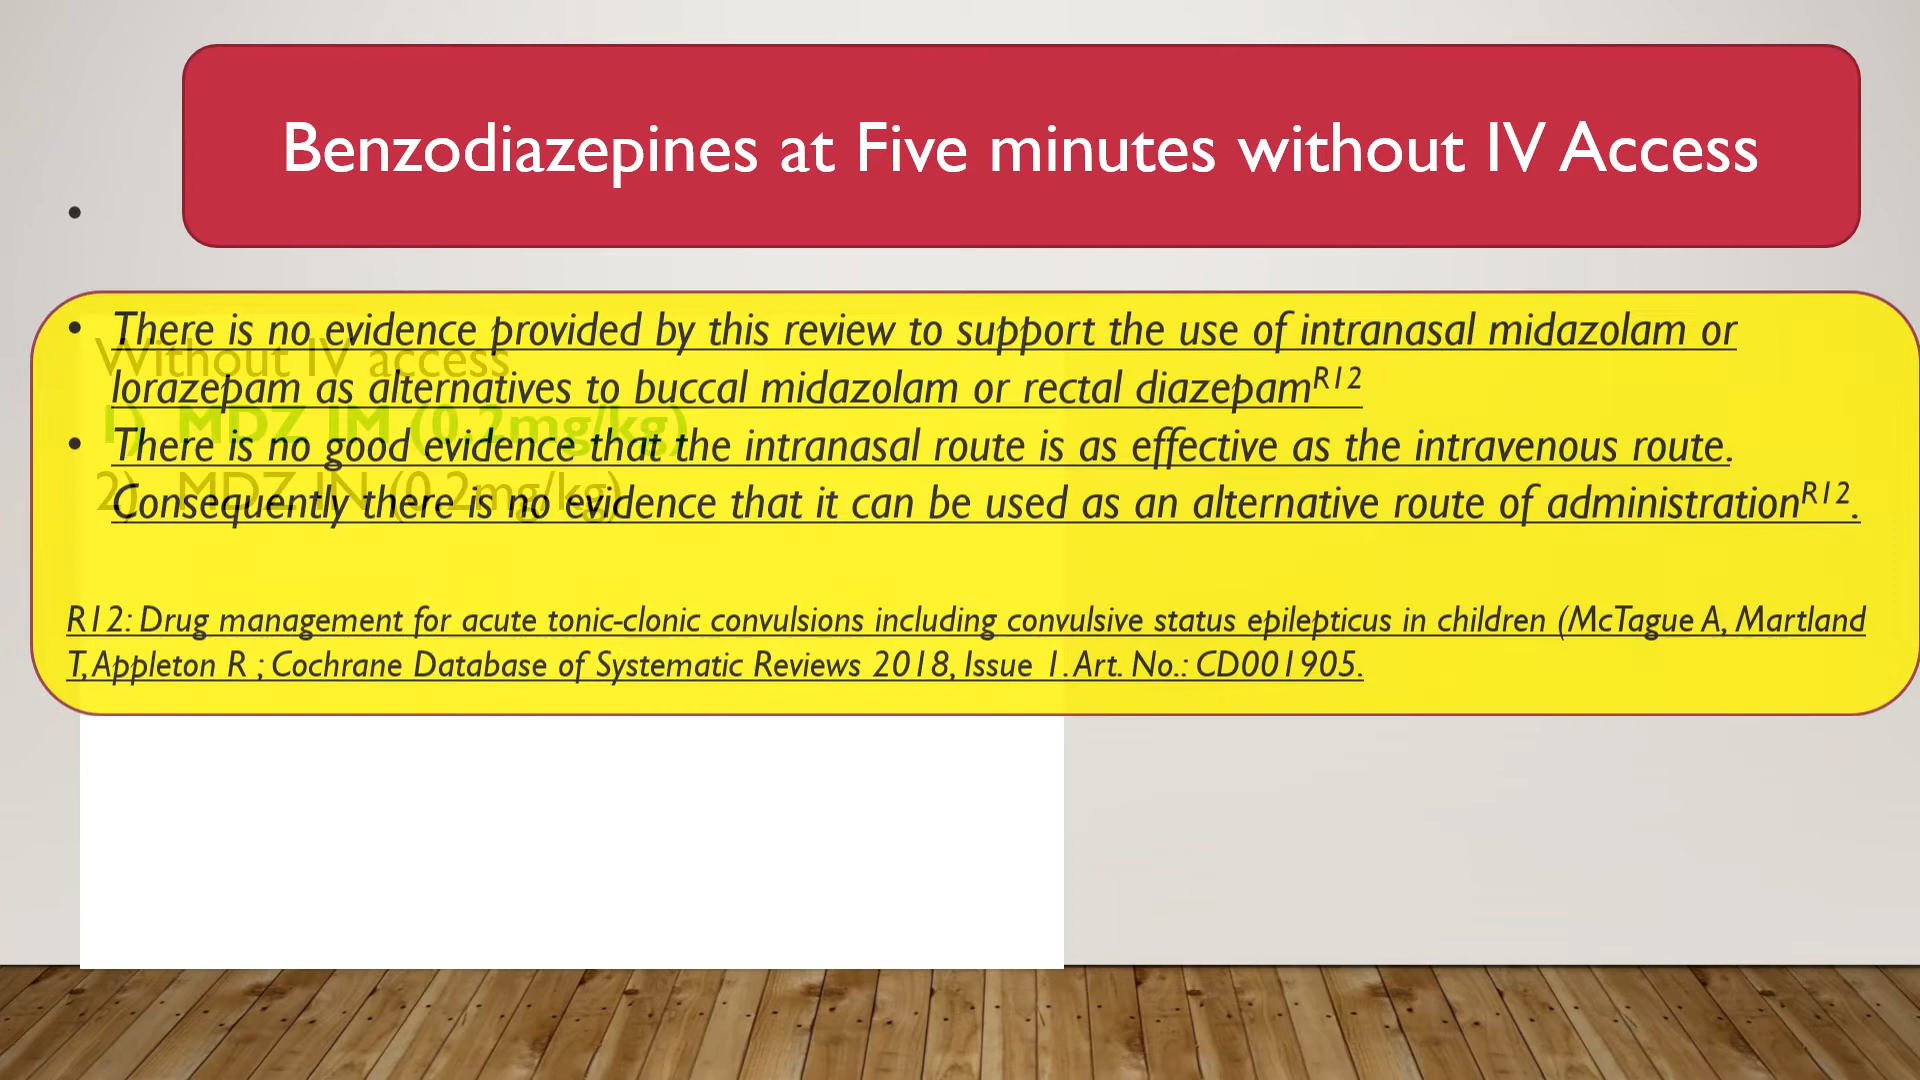 Benzodiazepines at Five minutes without IV Access
•
• There is no evidence provided by this review to support the use of intranasal midazolam or
lorazepam as alternatives to buccal midazolam or rectal diazepamR12
• There is no good evidence that the intranasal route is as effective as the intravenous route.
Consequently there is no evidence that it can be used as an alternative route of administrationR12.
Without IV access
1) MDZ IM (0.2mg/kg)
2) MDZ IN (0.2mg/kg)
R12: Drug management for acute tonic-clonic convulsions including convulsive status epilepticus in children (McTague A, Martland
T, Appleton R ; Cochrane Database of Systematic Reviews 2018, Issue 1. Art. No.: CD001905.